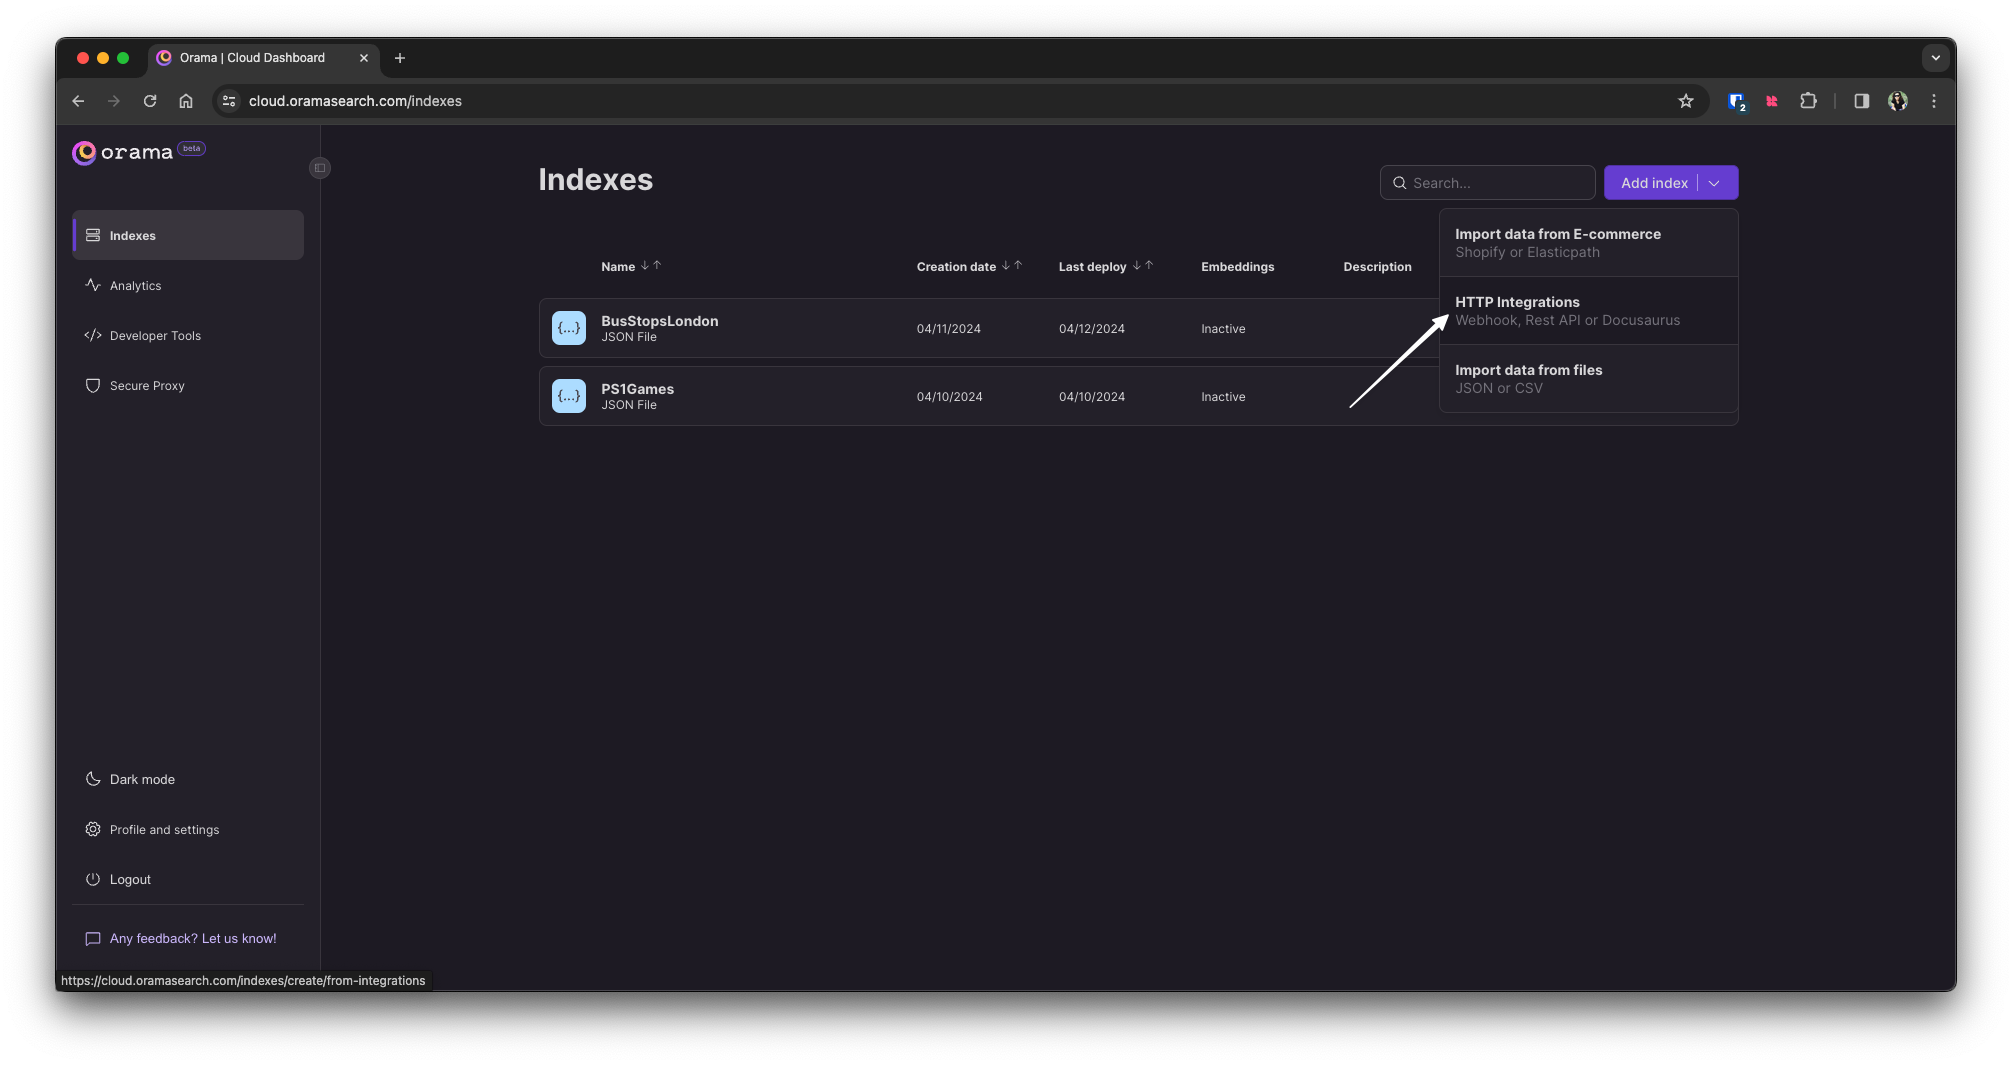 Orama | Cloud Dashboard
cloud.oramasearch.com/indexes
2
orama beta
Indexes
Analytics
Developer Tools
Secure Proxy
Dark mode
Profile and settings
Logout
Any feedback? Let us know!
https://cloud.oramasearch.com/indexes/create/from-integrations
Indexes
Search...
Add index
Import data from E-commerce
Shopify or Elasticpath
HTTP Integrations
Webhook, Rest API or Docusaurus
Import data from files
JSON or CSV
Name Creation date Last deploy Embeddings Description
{...} BusStopsLondon 04/11/2024 04/12/2024 Inactive
JSON File
{...} PS1Games 04/10/2024 04/10/2024 Inactive
JSON File